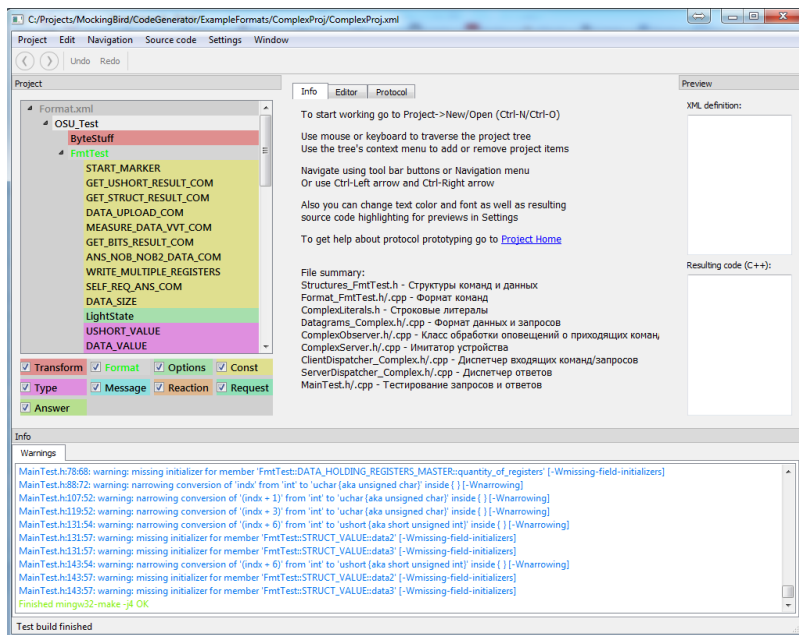 C:/Projects/MockingBird/CodeGenerator/ExampleFormats/ComplexProj/ComplexProj.xml
Project Edit Navigation Source code Settings Window
Undo Redo
Project
Format.xml
OSU_Test
ByteStuff
FmtTest
START_MARKER
GET_USHORT_RESULT_COM
GET_STRUCT_RESULT_COM
DATA_UPLOAD_COM
MEASURE_DATA_VVT_COM
GET_BITS_RESULT_COM
ANS_NOB_NOB2_DATA_COM
WRITE_MULTIPLE_REGISTERS
SELF_REQ_ANS_COM
DATA_SIZE
LightState
USHORT_VALUE
DATA_VALUE
Transform Format Options Const
Type Message Reaction Request
Answer
Info Editor Protocol
To start working go to Project->New/Open (Ctrl-N/Ctrl-O)
Use mouse or keyboard to traverse the project tree
Use the tree's context menu to add or remove project items
Navigate using tool bar buttons or Navigation menu
Or use Ctrl-Left arrow and Ctrl-Right arrow
Also you can change text color and font as well as resulting
source code highlighting for previews in Settings
To get help about protocol prototyping go to Project Home
File summary:
Structures_FmtTest.h - Структуры команд и данных
Format_FmtTest.h/.cpp - Формат команд
ComplexLiterals.h - Строковые литералы
Datagrams_Complex.h/.cpp - Формат данных и запросов
ComplexObserver.h/.cpp - Класс обработки оповещений о приходящих команд
ComplexServer.h/.cpp - Имитатор устройства
ClientDispatcher_Complex.h/.cpp - Диспетчер входящих команд/запросов
ServerDispatcher_Complex.h/.cpp - Диспетчер ответов
MainTest.h/.cpp - Тестирование запросов и ответов
Preview
XML definition:
Resulting code (C++):
Info
Warnings
MainTest.h:78:68: warning: missing initializer for member 'FmtTest::DATA_HOLDING_REGISTERS_MASTER::quantity_of_registers' [-Wmissing-field-initializers]
MainTest.h:88:72: warning: narrowing conversion of 'indx' from 'int' to 'uchar {aka unsigned char}' inside { } [-Wnarrowing]
MainTest.h:107:52: warning: narrowing conversion of '(indx + 1)' from 'int' to 'uchar {aka unsigned char}' inside { } [-Wnarrowing]
MainTest.h:119:52: warning: narrowing conversion of '(indx + 3)' from 'int' to 'uchar {aka unsigned char}' inside { } [-Wnarrowing]
MainTest.h:131:54: warning: narrowing conversion of '(indx + 6)' from 'int' to 'ushort {aka short unsigned int}' inside { } [-Wnarrowing]
MainTest.h:131:57: warning: missing initializer for member 'FmtTest::STRUCT_VALUE::data2' [-Wmissing-field-initializers]
MainTest.h:131:57: warning: missing initializer for member 'FmtTest::STRUCT_VALUE::data3' [-Wmissing-field-initializers]
MainTest.h:143:54: warning: narrowing conversion of '(indx + 6)' from 'int' to 'ushort {aka short unsigned int}' inside { } [-Wnarrowing]
MainTest.h:143:57: warning: missing initializer for member 'FmtTest::STRUCT_VALUE::data2' [-Wmissing-field-initializers]
MainTest.h:143:57: warning: missing initializer for member 'FmtTest::STRUCT_VALUE::data3' [-Wmissing-field-initializers]
Finished mingw32-make -j4 OK
Test build finished